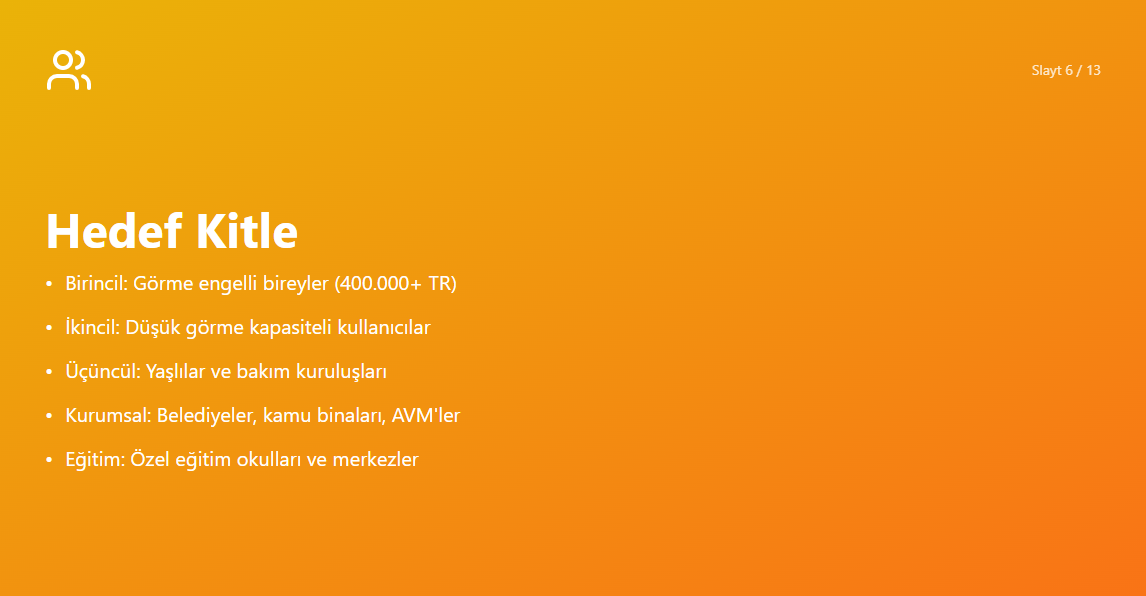 Slayt 6 / 13
Hedef Kitle
• Birincil: Görme engelli bireyler (400.000+ TR)
• İkincil: Düşük görme kapasiteli kullanıcılar
• Üçüncül: Yaşlılar ve bakım kuruluşları
• Kurumsal: Belediyeler, kamu binaları, AVM'ler
• Eğitim: Özel eğitim okulları ve merkezler